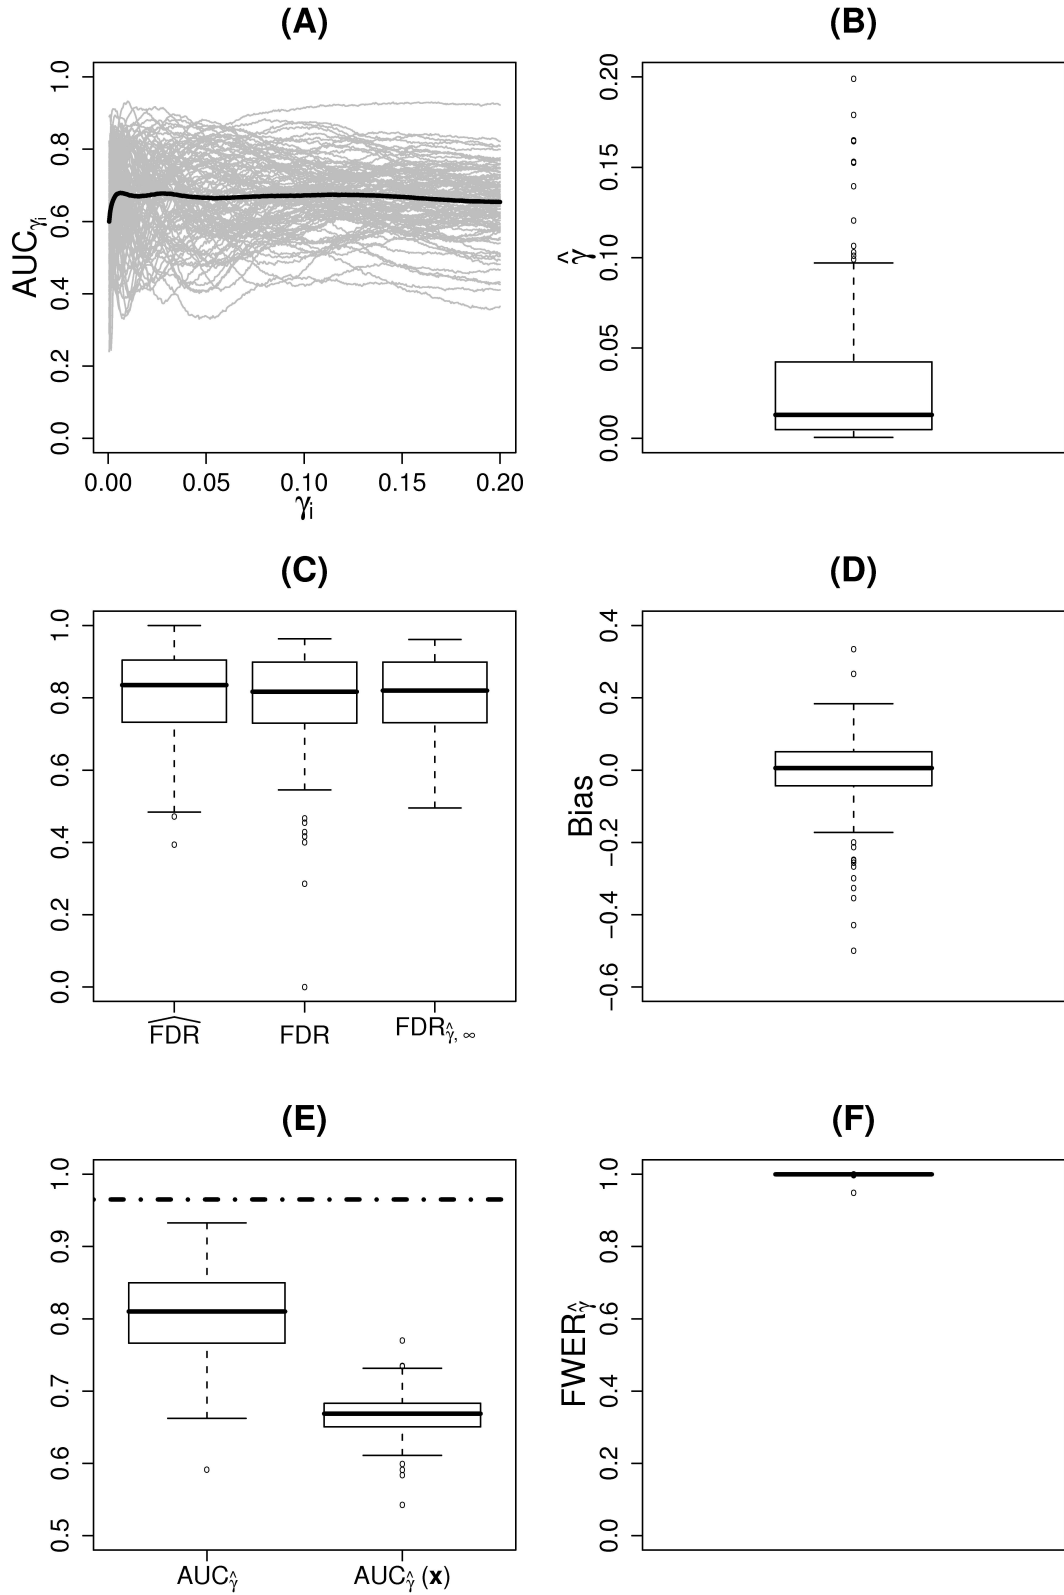 (A)
AUCγi
1.0
0.8
0.6
0.4
0.2
0.0
0.00 0.05 0.10 0.15 0.20
γi
(B)
γ̂
0.20
0.15
0.10
0.05
0.00
(C)
1.0
0.8
0.6
0.4
0.2
0.0
F̂DR FDR FDRγ̂, ∞
(D)
Bias
0.4
0.2
0.0
−0.2
−0.4
−0.6
(E)
1.0
0.9
0.8
0.7
0.6
0.5
AUCγ̂ AUCγ̂ (x)
(F)
FWERγ̂
1.0
0.8
0.6
0.4
0.2
0.0